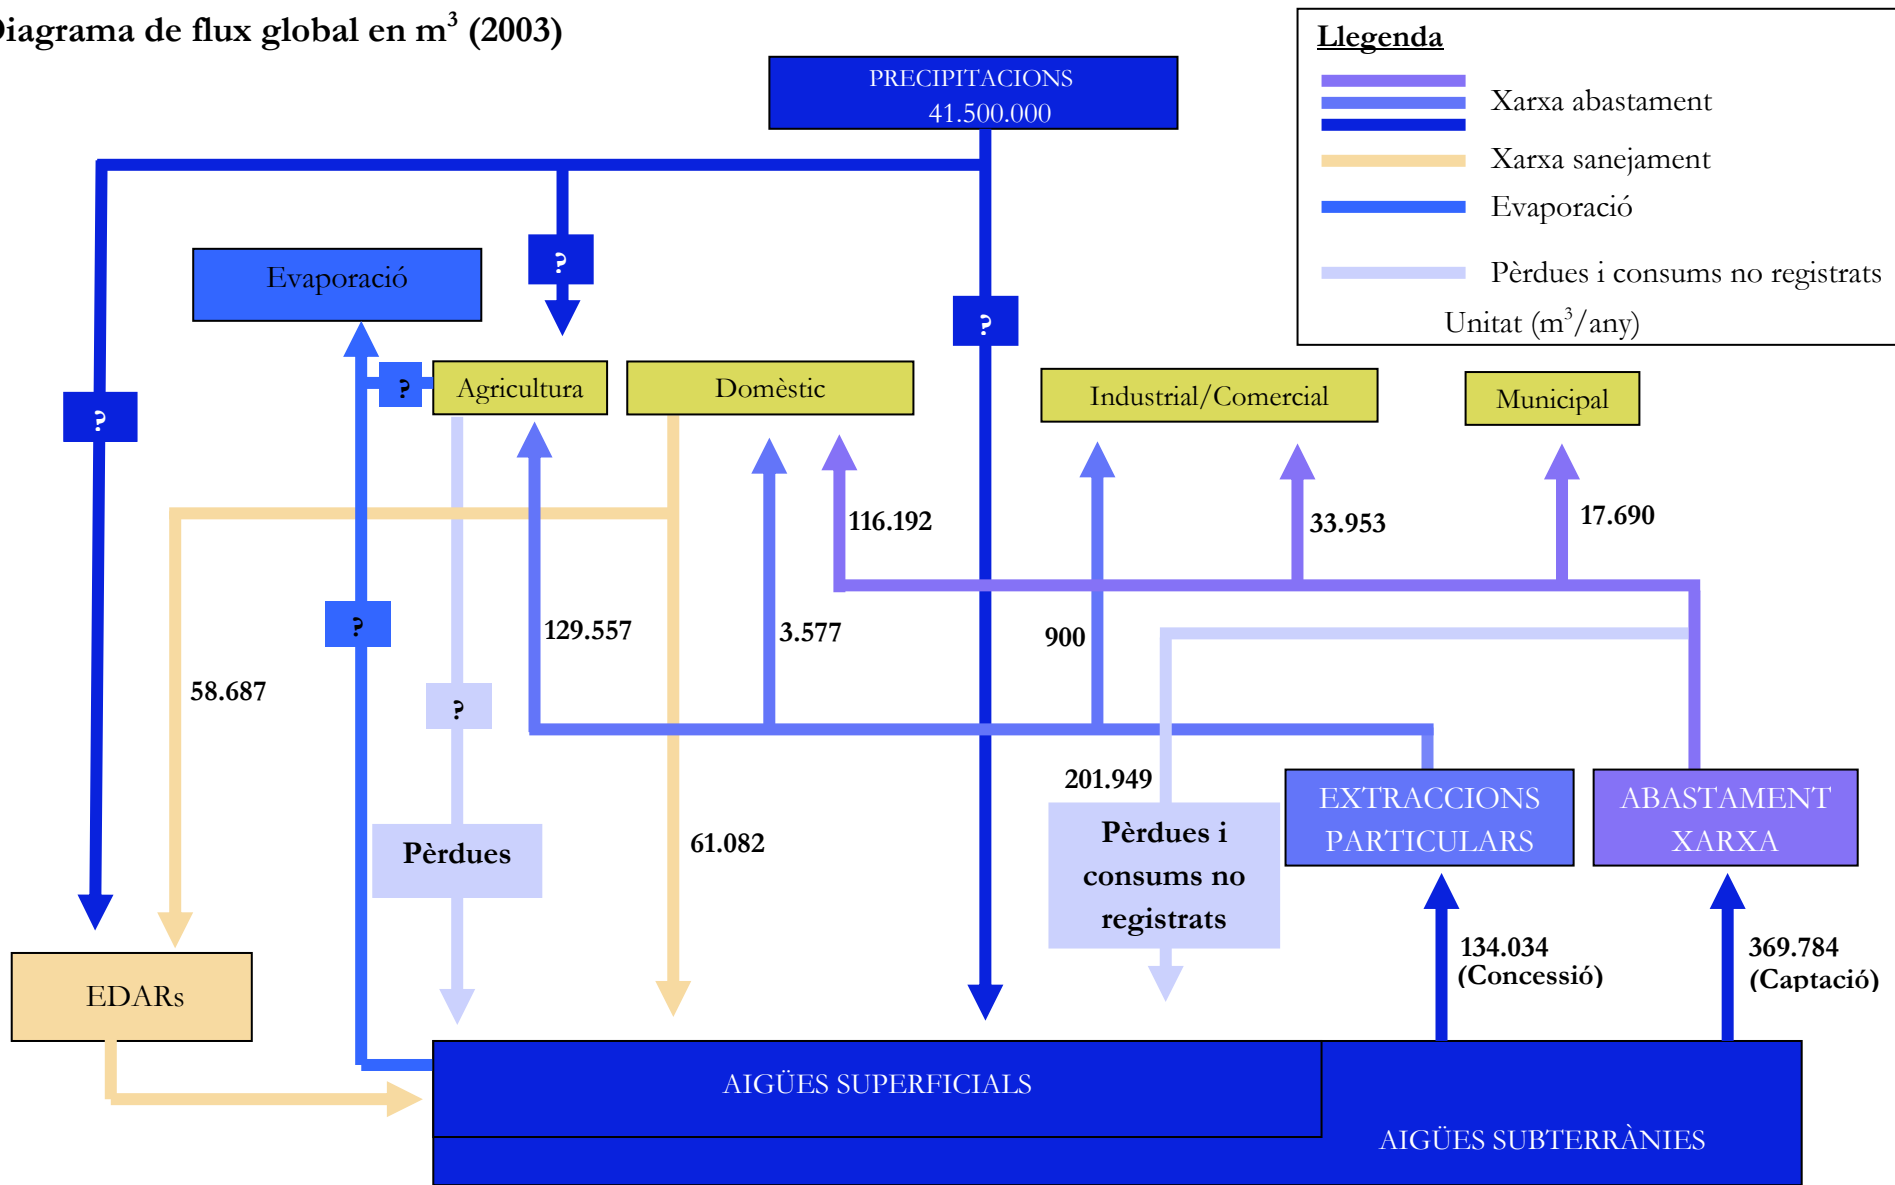 Diagrama de flux global en m³ (2003)
Llegenda
Xarxa abastament
Xarxa sanejament
Evaporació
Pèrdues i consums no registrats
Unitat (m³/any)
PRECIPITACIONS
41.500.000
?
?
?
Evaporació
?
Agricultura
Domèstic
Industrial/Comercial
Municipal
116.192
33.953
17.690
?
129.557
3.577
900
58.687
?
201.949
61.082
Pèrdues
Pèrdues i
consums no
registrats
EXTRACCIONS
PARTICULARS
ABASTAMENT
XARXA
134.034
(Concessió)
369.784
(Captació)
EDARs
AIGÜES SUPERFICIALS
AIGÜES SUBTERRÀNIES